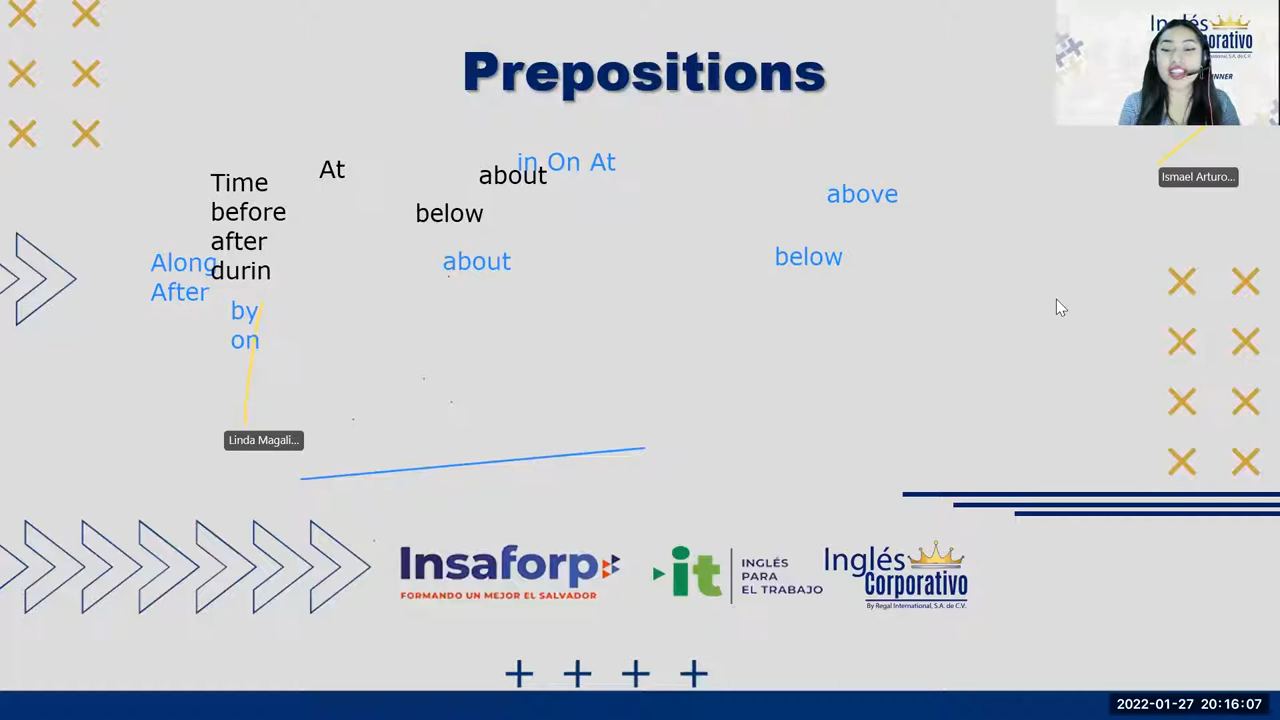 Prepositions
Inglés
Corporativo
Ismael Arturo...
At
in On At
about
Time
before
after
durin
below
above
Along
After
about
below
by
on
Linda Magali...
Insaforp
FORMANDO UN MEJOR EL SALVADOR
it
INGLÉS
PARA
EL TRABAJO
Inglés
Corporativo
By Regal International, S.A. de C.V.
2022-01-27 20:16:07